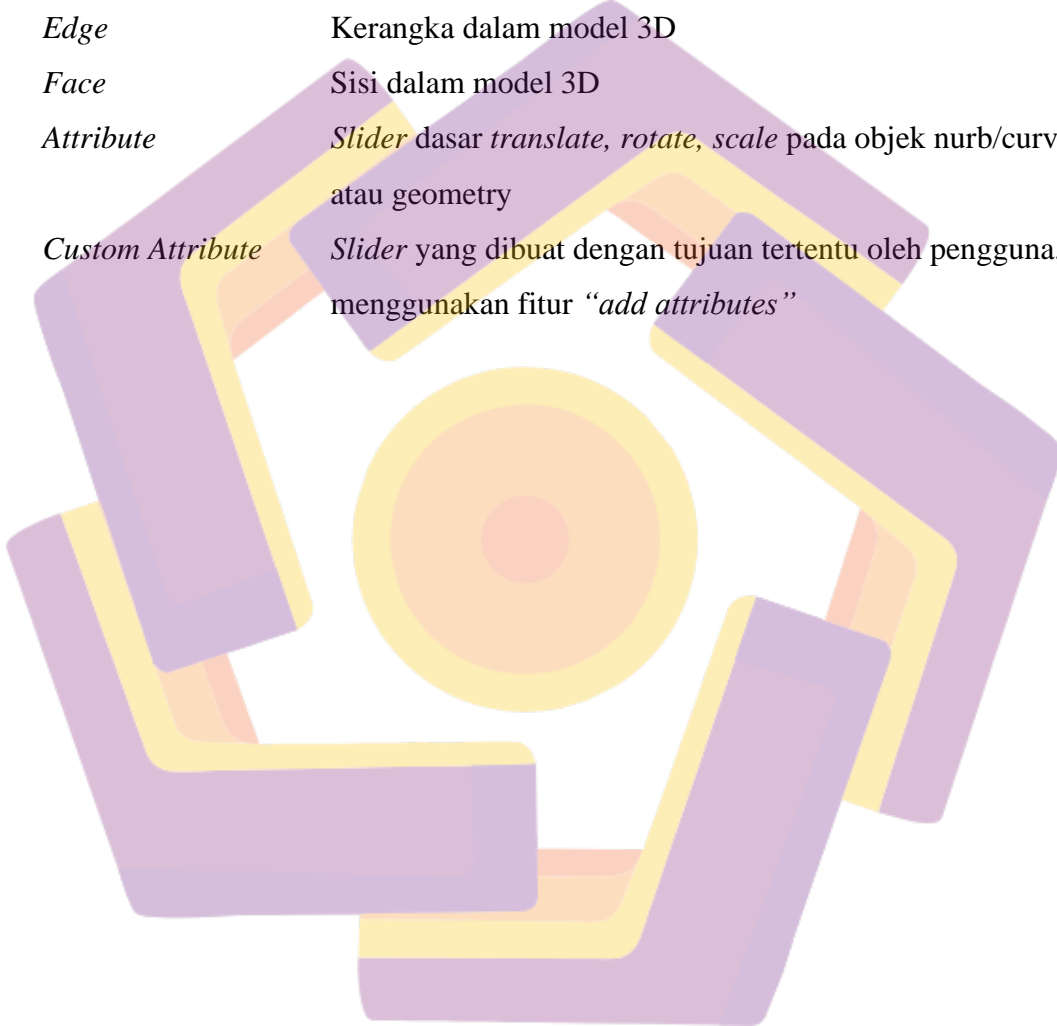 Edge Kerangka dalam model 3D
Face Sisi dalam model 3D
Attribute Slider dasar translate, rotate, scale pada objek nurb/curv
atau geometry
Custom Attribute Slider yang dibuat dengan tujuan tertentu oleh pengguna.
menggunakan fitur “add attributes”